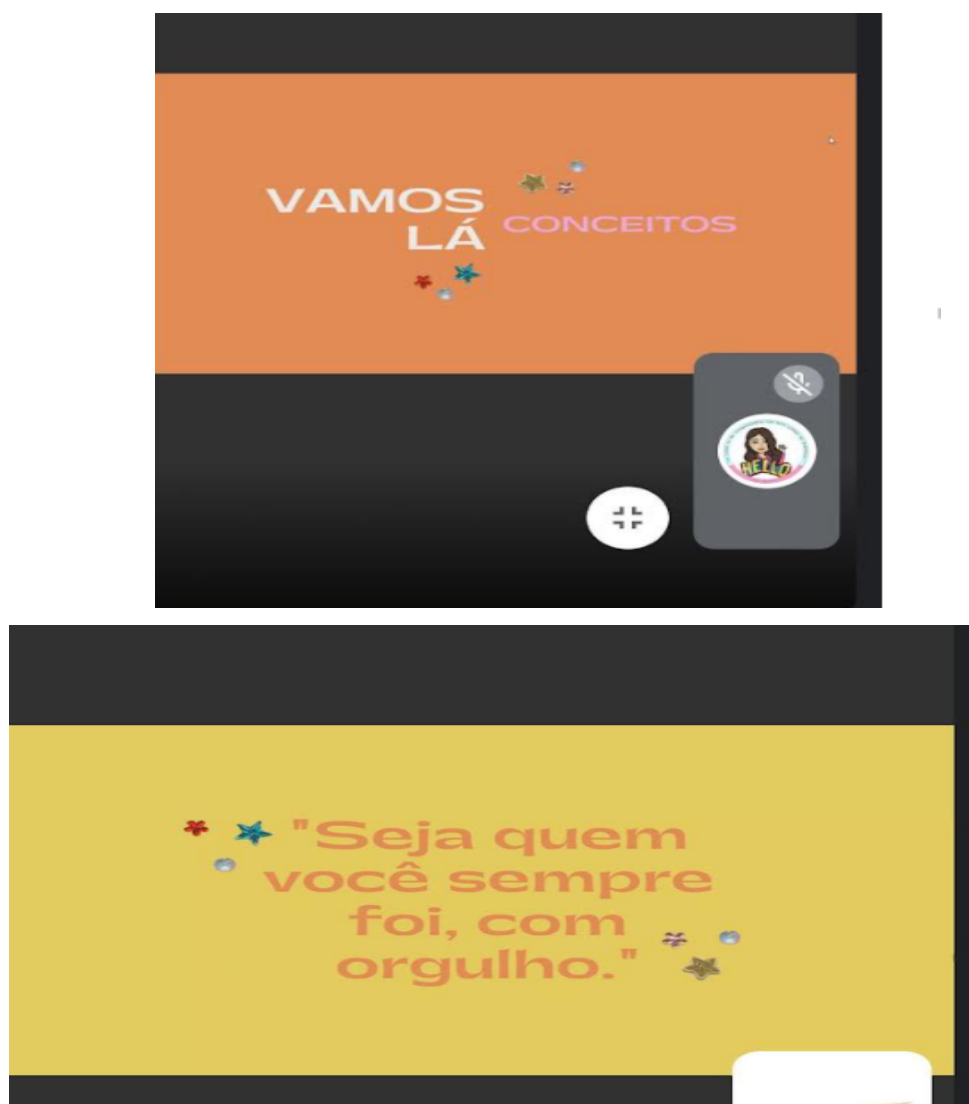 VAMOS
LÁ
CONCEITOS
HELLO
"Seja quem
você sempre
foi, com
orgulho."